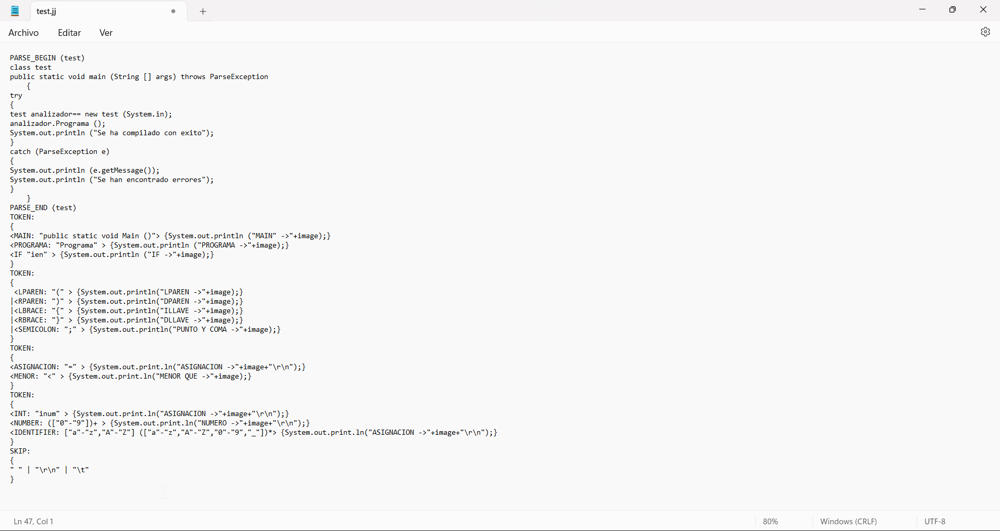 test.jj
Archivo Editar Ver
PARSE_BEGIN (test)
class test
public static void main (String [] args) throws ParseException
    {
try
{
test analizador== new test (System.in);
analizador.Programa ();
System.out.println ("Se ha compilado con exito");
}
catch (ParseException e)
{
System.out.println (e.getMessage());
System.out.println ("Se han encontrado errores");
}
    }
PARSE_END (test)
TOKEN:
{
<MAIN: "public static void Main ()"> {System.out.println ("MAIN" ->"+image);}
<PROGRAMA: "Programa" > {System.out.println ("PROGRAMA ->"+image);}
<IF "ien" > {System.out.println ("IF ->"+image);}
}
TOKEN:
{
 <LPAREN: "(" > {System.out.println("LPAREN ->"+image);}
|<RPAREN: ")" > {System.out.println("DPAREN ->"+image);}
|<LBRACE: "{" > {System.out.println("ILLAVE ->"+image);}
|<RBRACE: "}" > {System.out.println("DLLAVE ->"+image);}
|<SEMICOLON: ";" > {System.out.println("PUNTO Y COMA ->"+image);}
}
TOKEN:
{
<ASIGNACION: "=" > {System.out.print.ln("ASIGNACION ->"+image+"\r\n");}
<MENOR: "<" > {System.out.print.ln("MENOR QUE ->"+image);}
}
TOKEN:
{
<INT: "inum" > {System.out.print.ln("ASIGNACION ->"+image+"\r\n");}
<NUMBER: (["0"-"9"])+ > {System.out.print.ln("NUMERO ->"+image+"\r\n");}
<IDENTIFIER: ["a"-"z","A"-"Z"] (["a"-"z","A"-"Z","0"-"9","_"])*> {System.out.print.ln("ASIGNACION ->"+image+"\r\n");}
}
SKIP:
{
" " | "\r\n" | "\t"
}
Ln 47, Col 1 80% Windows (CRLF) UTF-8